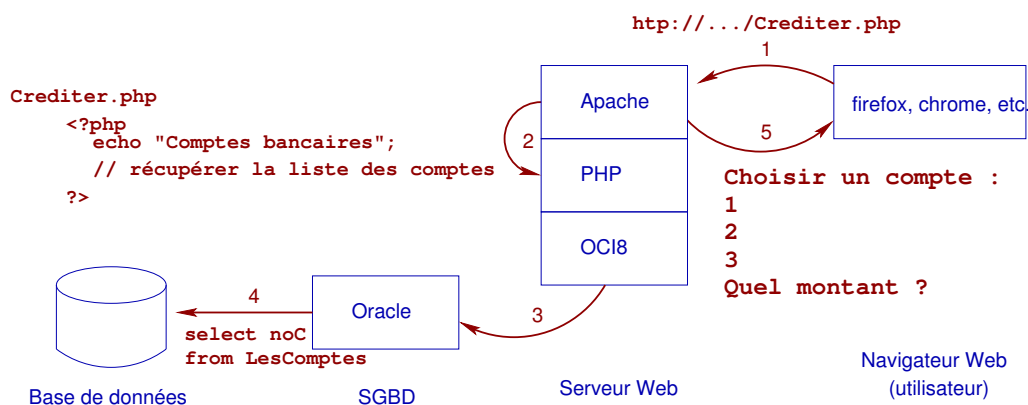 htp://.../Crediter.php
1
Apache
firefox, chrome, etc.
Crediter.php
<?php
echo "Comptes bancaires";
// récupérer la liste des comptes
?>
2
5
PHP
Choisir un compte :
1
2
3
Quel montant ?
OCI8
4
Oracle
3
select noC
from LesComptes
Base de données
SGBD
Serveur Web
Navigateur Web
(utilisateur)